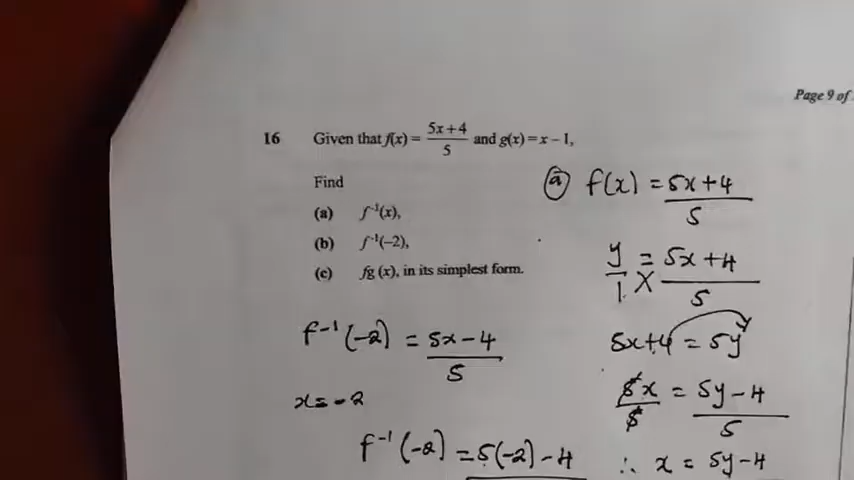 Page 9 of
16 Given that f(x) = 5x+4 / 5 and g(x) = x – 1,
Find
(a) f⁻¹(x),
(b) f⁻¹(–2),
(c) fg (x), in its simplest form.
(a) f(x) = 5x+4 / 5
y/1 = 5x+4 / 5
5x+4 = 5y
5x/5 = 5y-4 / 5
∴ x = 5y-4
f⁻¹(-2) = 5x-4 / 5
x = -2
f⁻¹(-2) = 5(-2)-4